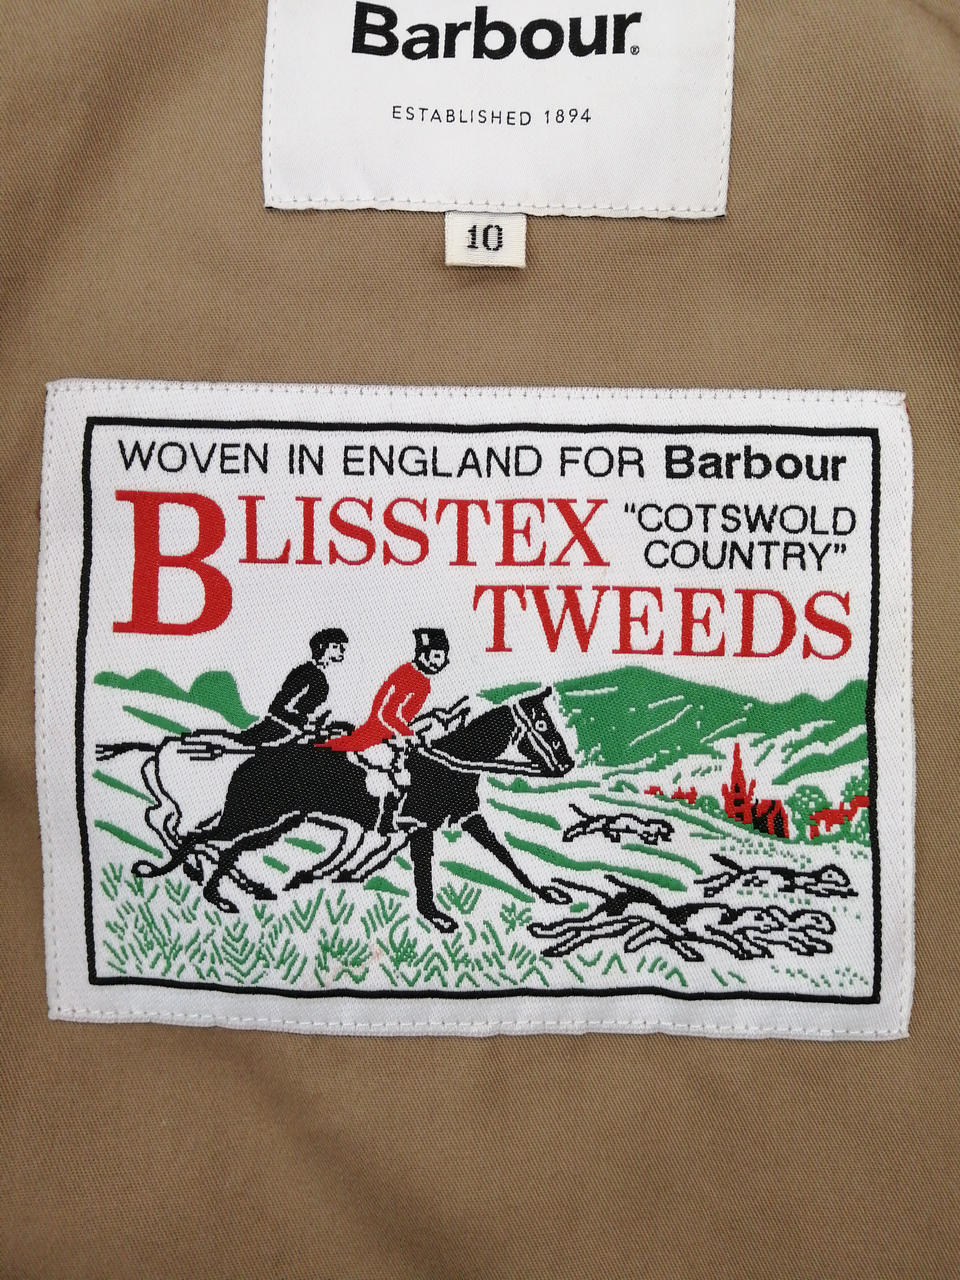 Barbour®
ESTABLISHED 1894
10
WOVEN IN ENGLAND FOR Barbour
BLISSTEX "COTSWOLD
COUNTRY"
TWEEDS